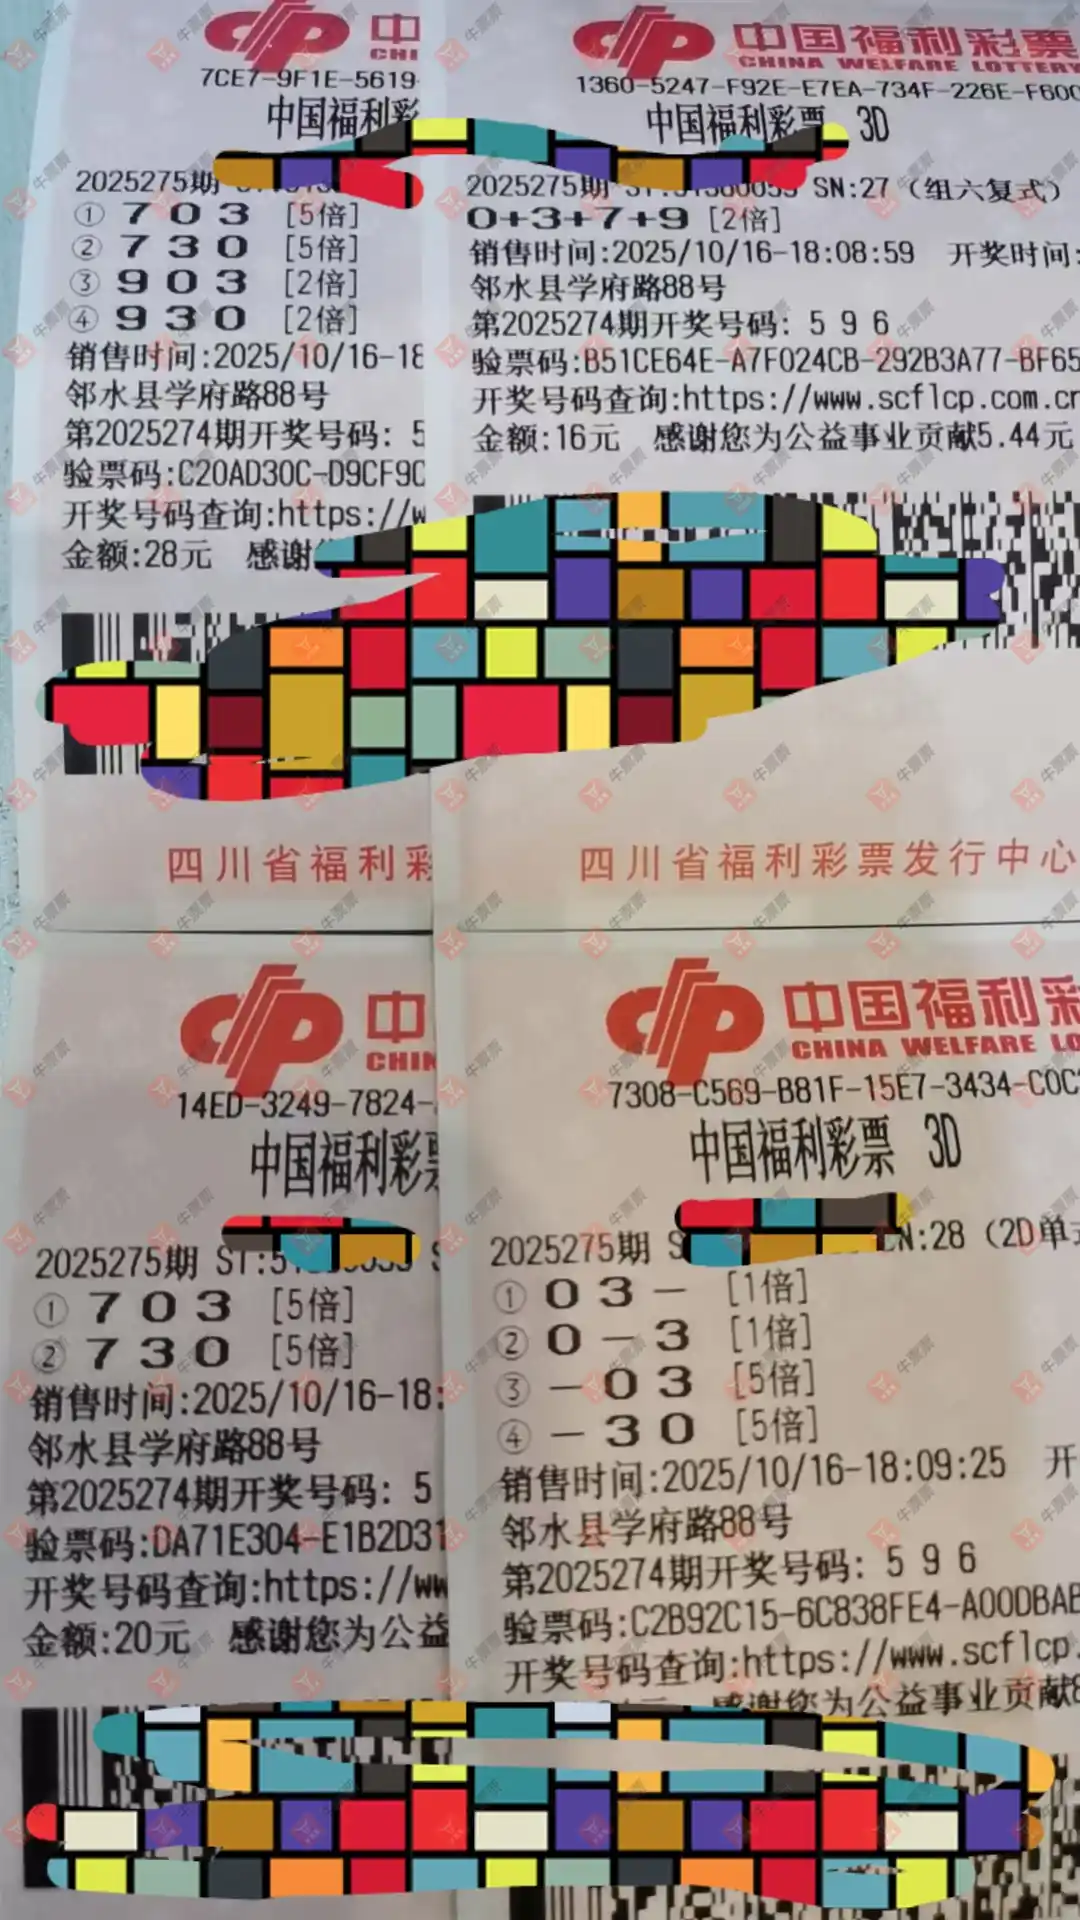 中
CHI
7CE7-9F1E-5619-
中国福利彩
2025275期
① 7 0 3 [5倍]
② 7 3 0 [5倍]
③ 9 0 3 [2倍]
④ 9 3 0 [2倍]
销售时间:2025/10/16-18
邻水县学府路88号
第2025274期开奖号码: 5
验票码:C20AD30C-D9CF9C
开奖号码查询:https://w
金额:28元 感谢
四川省福利彩
中国福利彩票
CHINA WELFARE LOTTERY
1360-5247-F92E-E7EA-734F-226E-F600
中国福利彩票 3D
2025275期 SN:27 (组六复式)
0+3+7+9 [2倍]
销售时间:2025/10/16-18:08:59 开奖时间:
邻水县学府路88号
第2025274期开奖号码: 5 9 6
验票码:B51CE64E-A7F024CB-292B3A77-BF65
开奖号码查询:https://www.scflcp.com.cn
金额:16元 感谢您为公益事业贡献5.44元
四川省福利彩票发行中心
中
CHIN
14ED-3249-7824-
中国福利彩票
2025275期 ST:5
① 7 0 3 [5倍]
② 7 3 0 [5倍]
销售时间:2025/10/16-18:
邻水县学府路88号
第2025274期开奖号码: 5
验票码:DA71E304-E1B2D31
开奖号码查询:https://ww
金额:20元 感谢您为公益
中国福利彩
CHINA WELFARE LO
7308-C569-B81F-15E7-3434-C0C
中国福利彩票 3D
2025275期 S N:28 (2D单式
① 0 3 - [1倍]
② 0 - 3 [1倍]
③ - 0 3 [5倍]
④ - 3 0 [5倍]
销售时间:2025/10/16-18:09:25 开
邻水县学府路88号
第2025274期开奖号码: 5 9 6
验票码:C2B92C15-6C838FE4-A00DBAB
开奖号码查询:https://www.scflcp.
元 感谢您为公益事业贡献8
牛票票